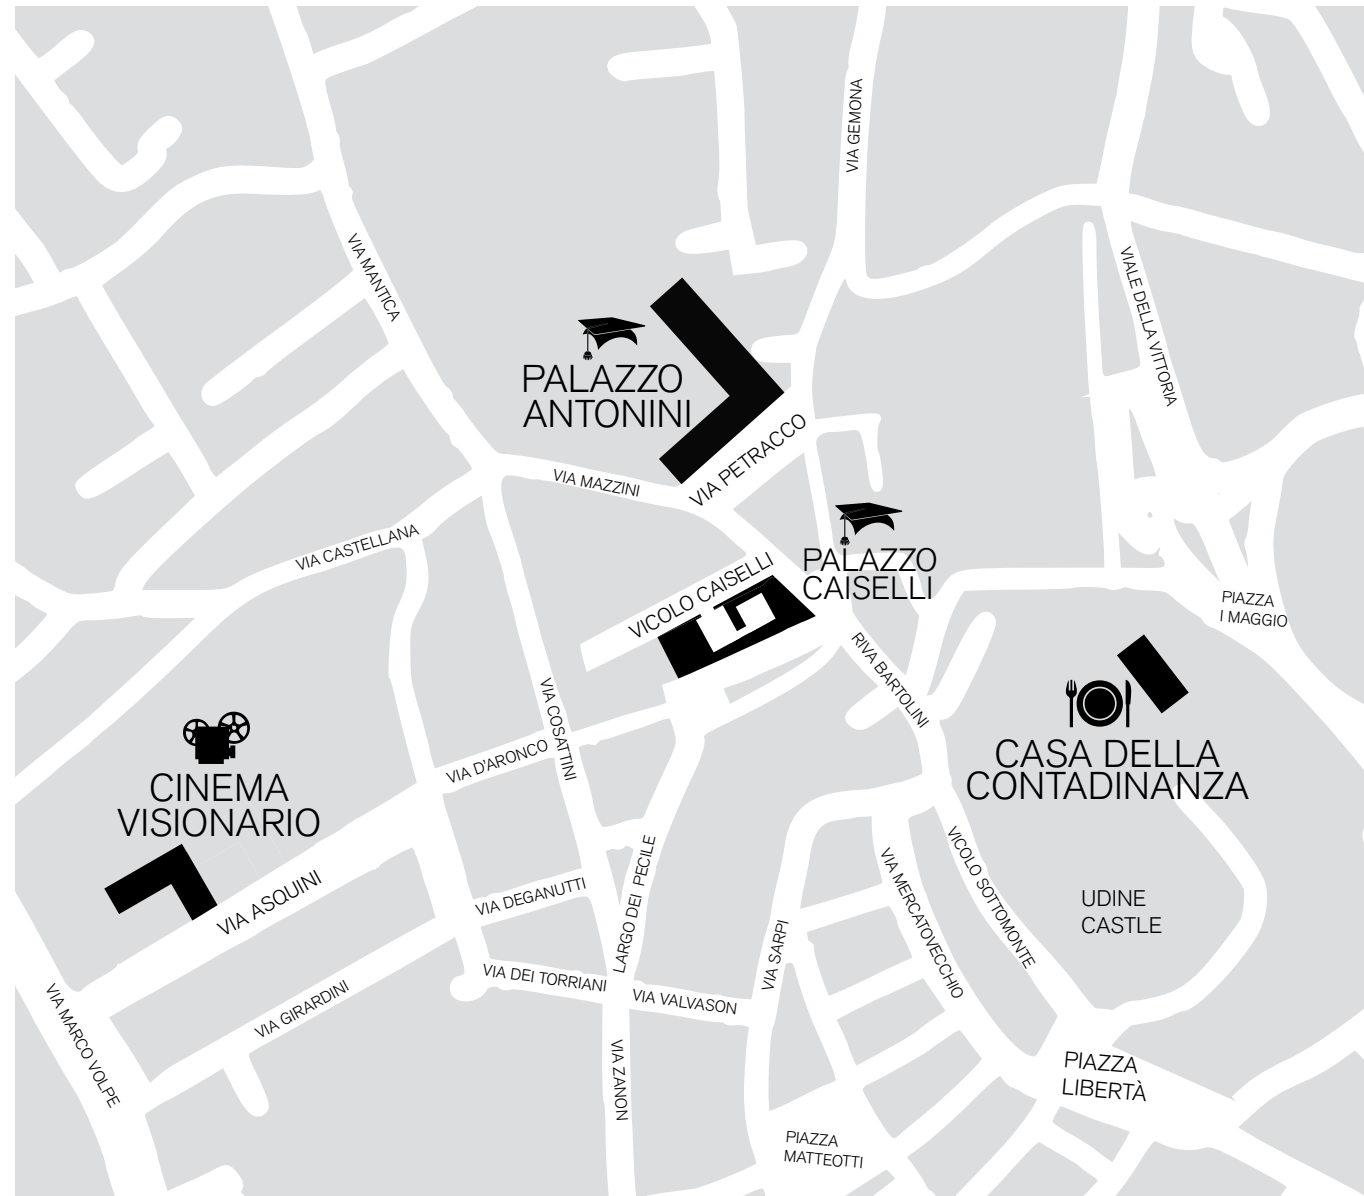 VIA GEMONA
VIA MANTICA
VIALE DELLA VITTORIA
PALAZZO
ANTONINI
VIA PETRACCO
VIA MAZZINI
VIA CASTELLANA
PALAZZO
CAISELLI
VICOLO CAISELLI
PIAZZA
I MAGGIO
RIVA BARTOLINI
VIA COSATTINI
VIA D'ARONCO
CASA DELLA
CONTADINANZA
CINEMA
VISIONARIO
VIA ASQUINI
VIA DEGANUTTI
LARGO DEI PECILE
VIA MERCATOVECCHIO
VICOLO SOTTOMONTE
UDINE
CASTLE
VIA SARPI
VIA DEI TORRIANI
VIA VALVASON
VIA GIRARDINI
VIA MARCO VOLPE
VIA ZANON
PIAZZA
LIBERTÀ
PIAZZA
MATTEOTTI